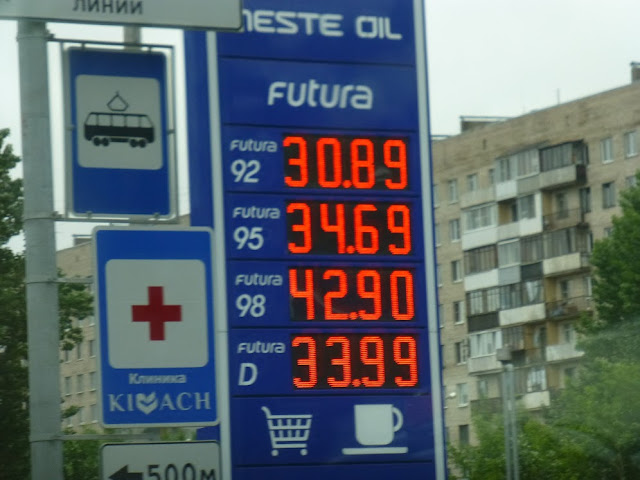 ЛИНИИ
NESTE OIL
Futura
Futura
92 30.89
Futura
95 34.69
Futura
98 42.90
Futura
D 33.99
Клиника
KIVACH
500м